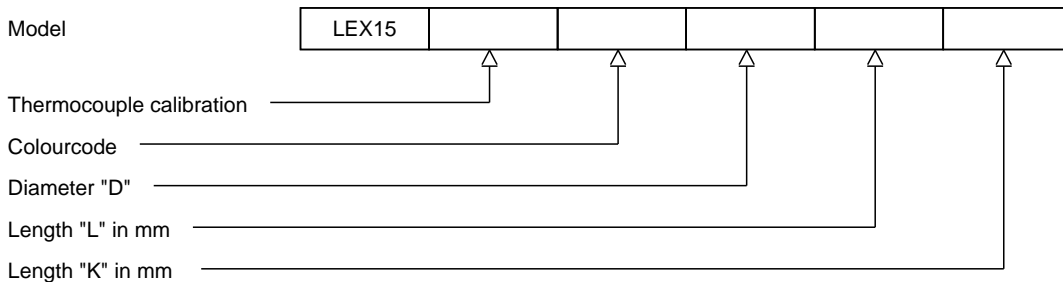 Model LEX15
Thermocouple calibration
Colourcode
Diameter "D"
Length "L" in mm
Length "K" in mm